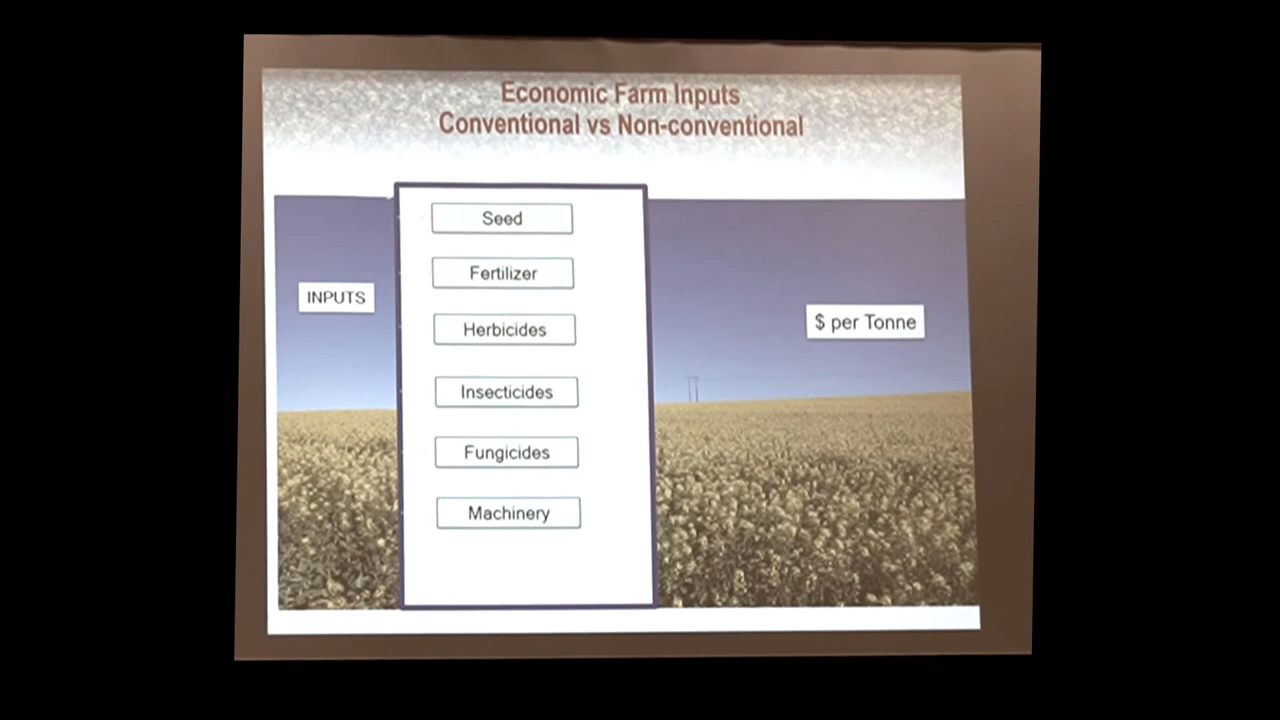 Economic Farm Inputs
Conventional vs Non-conventional
INPUTS
Seed
Fertilizer
Herbicides
Insecticides
Fungicides
Machinery
$ per Tonne